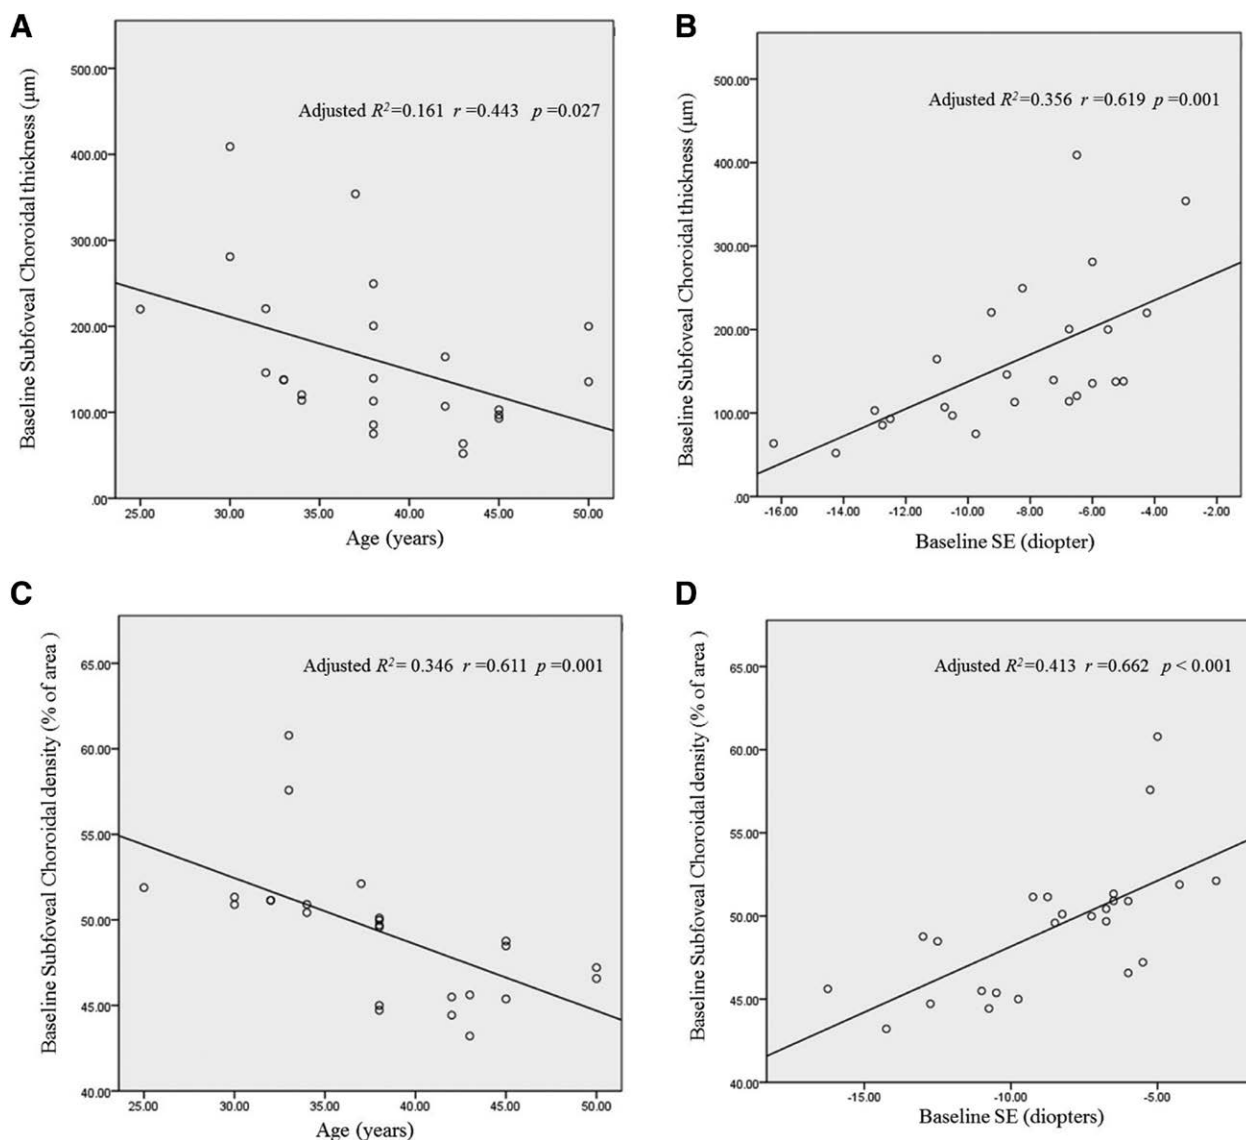 A
Baseline Subfoveal Choroidal thickness (μm)
500.00
400.00
300.00
200.00
100.00
.00
Adjusted R²=0.161 r=0.443 p=0.027
25.00 30.00 35.00 40.00 45.00 50.00
Age (years)
B
Baseline Subfoveal Choroidal thickness (μm)
500.00
400.00
300.00
200.00
100.00
.00
Adjusted R²=0.356 r=0.619 p=0.001
-16.00 -14.00 -12.00 -10.00 -8.00 -6.00 -4.00 -2.00
Baseline SE (diopter)
C
Baseline Subfoveal Choroidal density (% of area )
65.00
60.00
55.00
50.00
45.00
40.00
Adjusted R²= 0.346 r=0.611 p=0.001
25.00 30.00 35.00 40.00 45.00 50.00
Age (years)
D
Baseline Subfoveal Choroidal density (% of area )
65.00
60.00
55.00
50.00
45.00
40.00
Adjusted R²=0.413 r=0.662 p < 0.001
-15.00 -10.00 -5.00
Baseline SE (diopters)